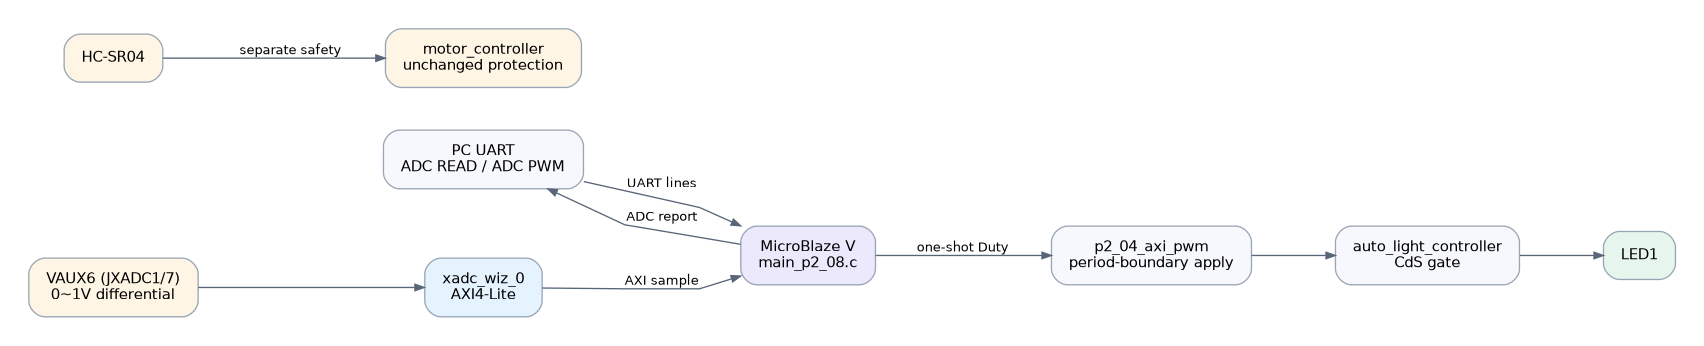 HC-SR04
separate safety
motor_controller
unchanged protection
PC UART
ADC READ / ADC PWM
UART lines
ADC report
VAUX6 (JXADC1/7)
0~1V differential
xadc_wiz_0
AXI4-Lite
AXI sample
MicroBlaze V
main_p2_08.c
one-shot Duty
p2_04_axi_pwm
period-boundary apply
auto_light_controller
CdS gate
LED1